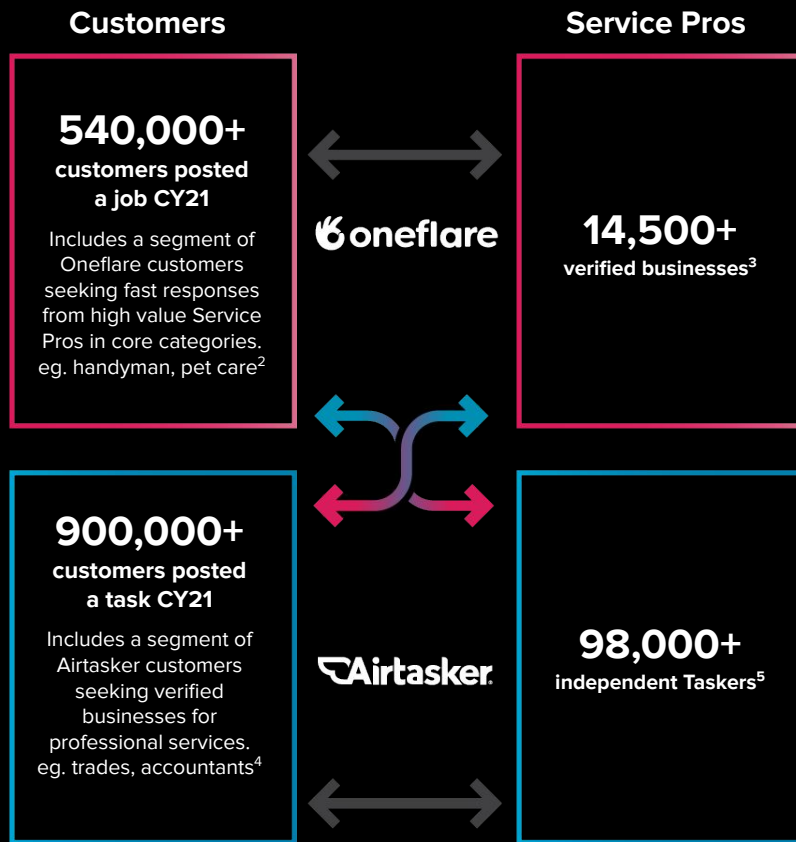 Customers
Service Pros
540,000+
customers posted
a job CY21
Includes a segment of
Oneflare customers
seeking fast responses
from high value Service
Pros in core categories.
eg. handyman, pet care²
oneflare
14,500+
verified businesses³
900,000+
customers posted
a task CY21
Includes a segment of
Airtasker customers
seeking verified
businesses for
professional services.
eg. trades, accountants⁴
Airtasker
98,000+
independent Taskers⁵